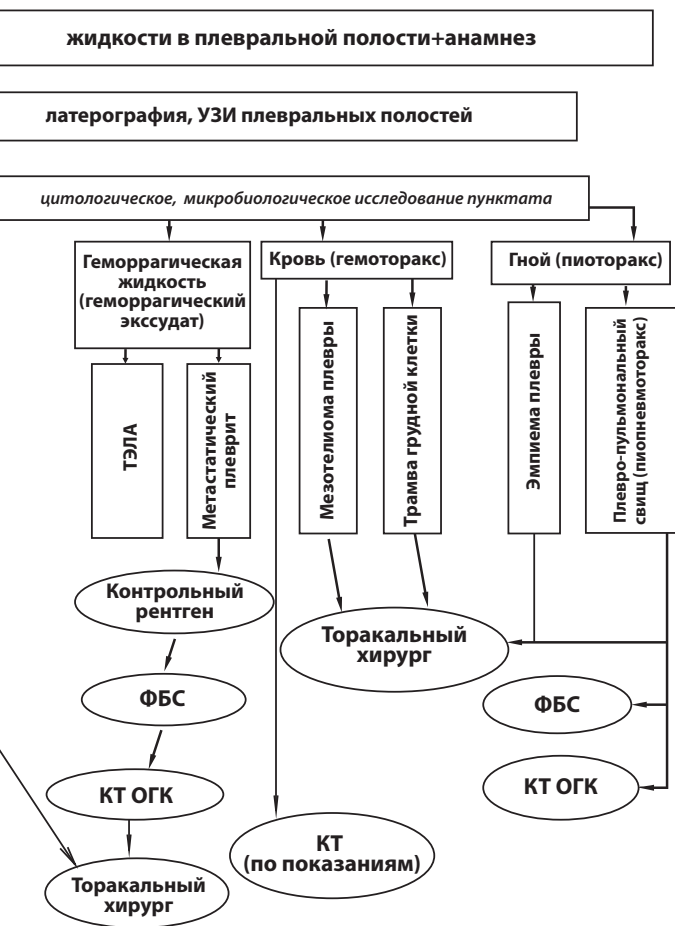 жидкости в плевральной полости+анамнез
латерография, УЗИ плевральных полостей
цитологическое, микробиологическое исследование пунктата
Геморрагическая
жидкость
(геморрагический
экссудат)
Кровь (гемоторакс)
Гной (пиоторакс)
ТЭЛА
Метастатический
плеврит
Мезотелиома плевры
Трамва грудной клетки
Эмпиема плевры
Плевро-пульмональный
свищ (пиопневмоторакс)
Контрольный
рентген
Торакальный
хирург
ФБС
ФБС
КТ ОГК
КТ ОГК
КТ
(по показаниям)
Торакальный
хирург